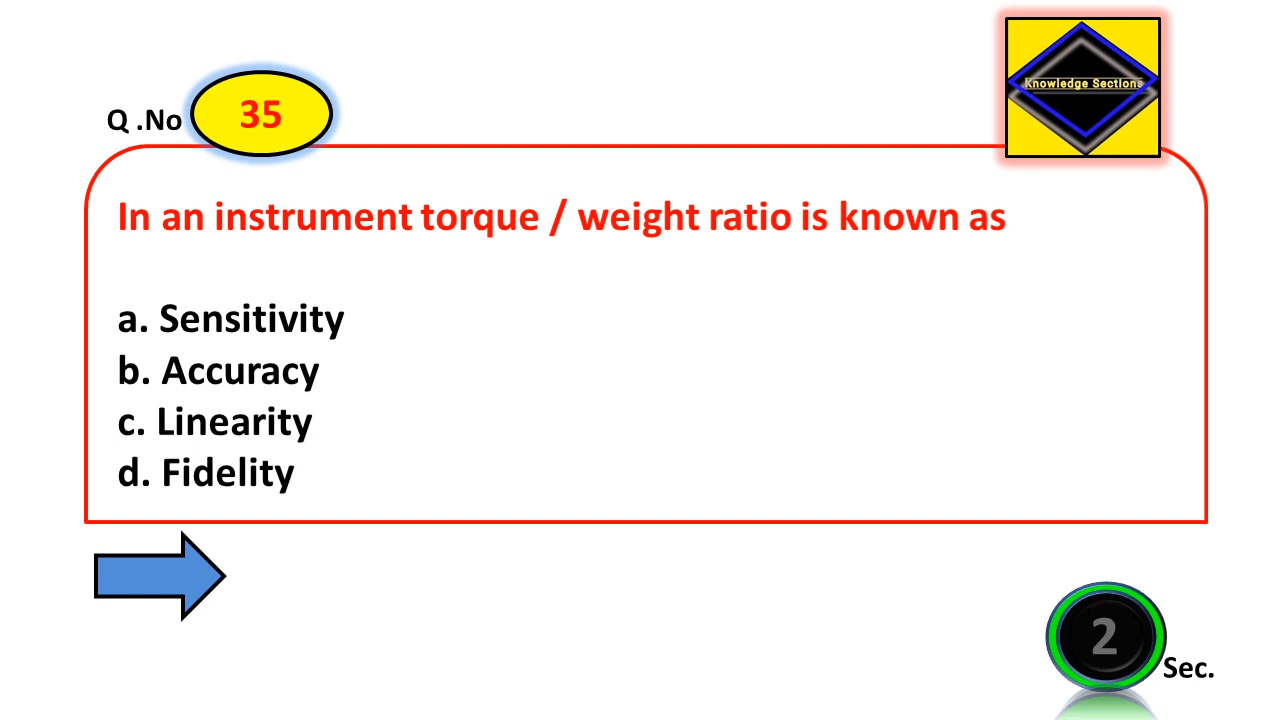 Knowledge Sections
Q .No 35
In an instrument torque / weight ratio is known as
a. Sensitivity
b. Accuracy
c. Linearity
d. Fidelity
2 Sec.